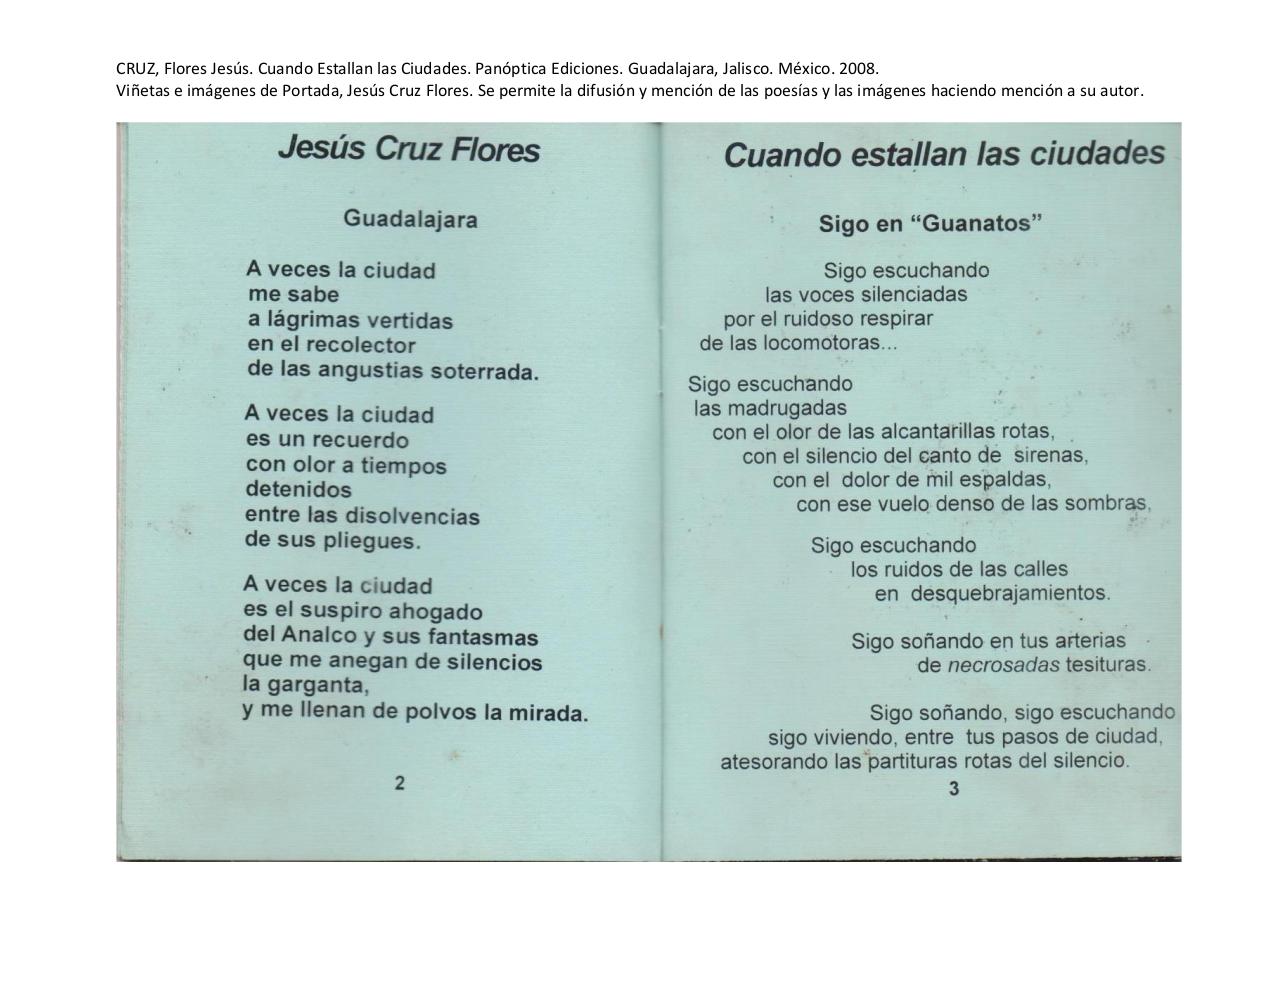 CRUZ, Flores Jesús. Cuando Estallan las Ciudades. Panóptica Ediciones. Guadalajara, Jalisco. México. 2008.
Viñetas e imágenes de Portada, Jesús Cruz Flores. Se permite la difusión y mención de las poesías y las imágenes haciendo mención a su autor.
Jesús Cruz Flores
Guadalajara
A veces la ciudad
me sabe
a lágrimas vertidas
en el recolector
de las angustias soterrada.
A veces la ciudad
es un recuerdo
con olor a tiempos
detenidos
entre las disolvencias
de sus pliegues.
A veces la ciudad
es el suspiro ahogado
del Analco y sus fantasmas
que me anegan de silencios
la garganta,
y me llenan de polvos la mirada.
2
Cuando estallan las ciudades
Sigo en “Guanatos”
Sigo escuchando
las voces silenciadas
por el ruidoso respirar
de las locomotoras...
Sigo escuchando
las madrugadas
con el olor de las alcantarillas rotas,
con el silencio del canto de sirenas,
con el dolor de mil espaldas,
con ese vuelo denso de las sombras,
Sigo escuchando
los ruidos de las calles
en desquebrajamientos.
Sigo soñando en tus arterias
de necrosadas tesituras.
Sigo soñando, sigo escuchando
sigo viviendo, entre tus pasos de ciudad,
atesorando las partituras rotas del silencio.
3